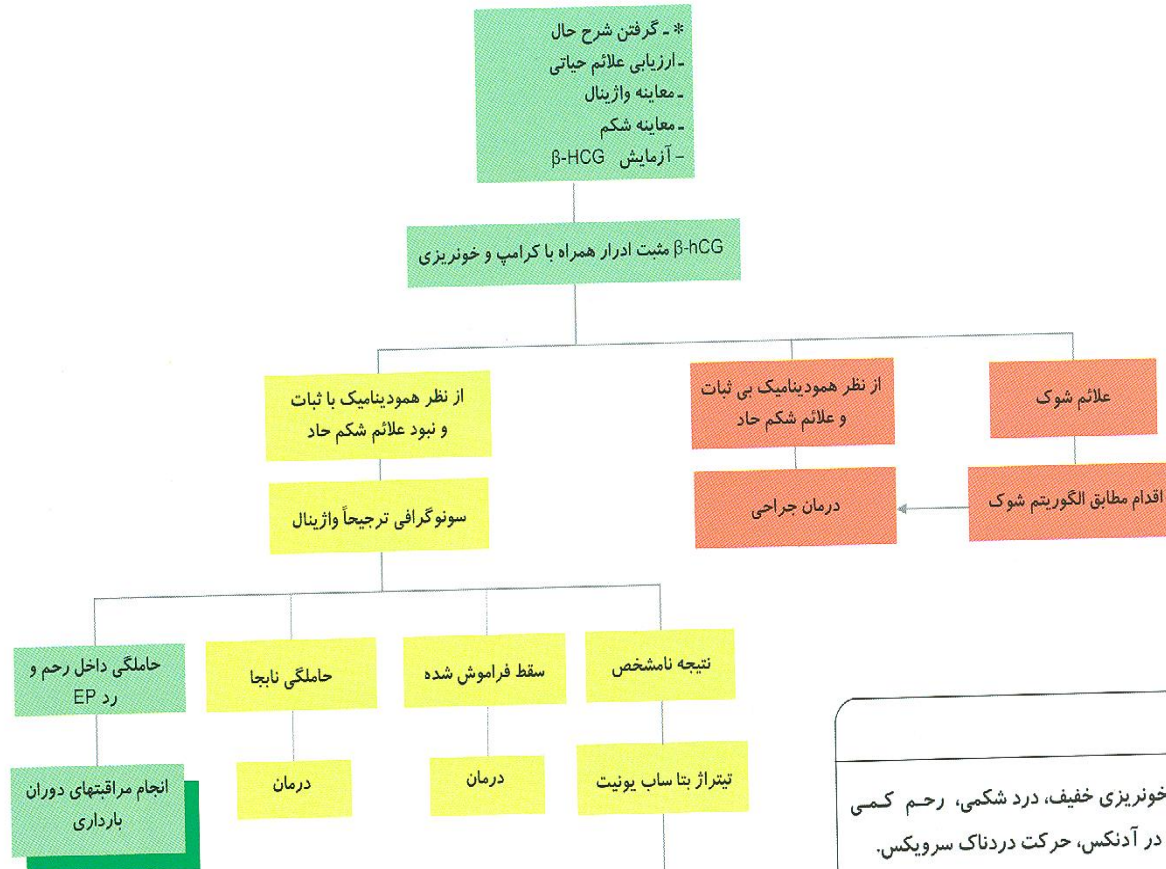 * ـ گرفتن شرح حال
ـ ارزیابی علائم حیاتی
ـ معاینه واژینال
ـ معاینه شکم
– آزمایش β-HCG
β-hCG مثبت ادرار همراه با کرامپ و خونریزی
علائم شوک
از نظر همودینامیک بی ثبات
و علائم شکم حاد
از نظر همودینامیک با ثبات
و نبود علائم شکم حاد
اقدام مطابق الگوریتم شوک
درمان جراحی
سونوگرافی ترجیحاً واژینال
نتیجه نامشخص
سقط فراموش شده
حاملگی نابجا
حاملگی داخل رحم و
رد EP
تیتراژ بتا ساب یونیت
درمان
درمان
انجام مراقبتهای دوران
بارداری
خونریزی خفیف، درد شکمی، رحم کـمـی
در آدنکس، حرکت دردناک سرویکس.